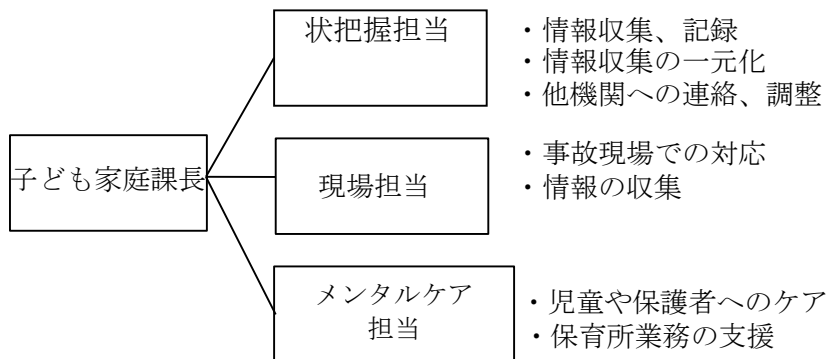 状把握担当
・情報収集、記録
・情報収集の一元化
・他機関への連絡、調整
子ども家庭課長
現場担当
・事故現場での対応
・情報の収集
メンタルケア
担当
・児童や保護者へのケア
・保育所業務の支援